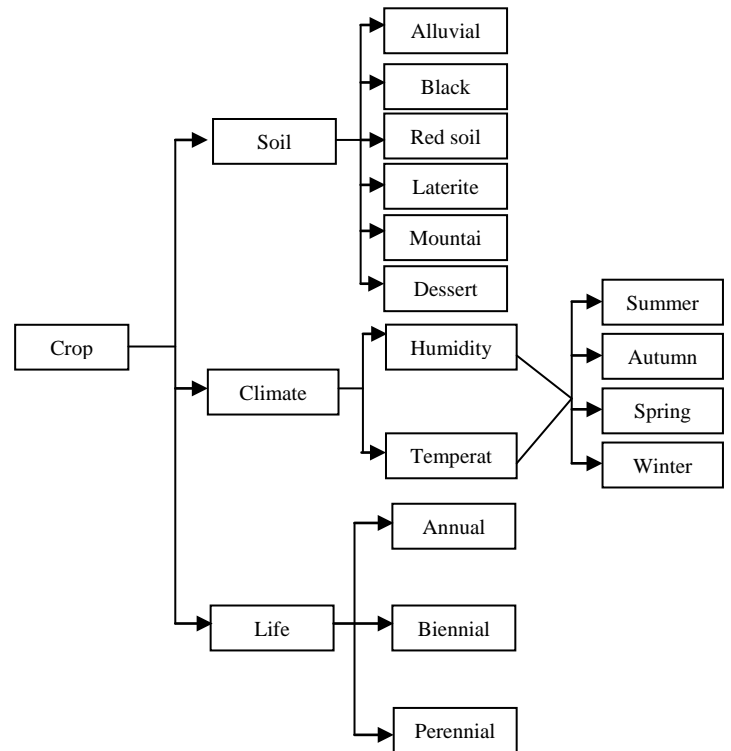 Alluvial
Black
Red soil
Soil
Laterite
Mountai
Dessert
Summer
Crop
Humidity
Autumn
Climate
Spring
Temperat
Winter
Annual
Life
Biennial
Perennial